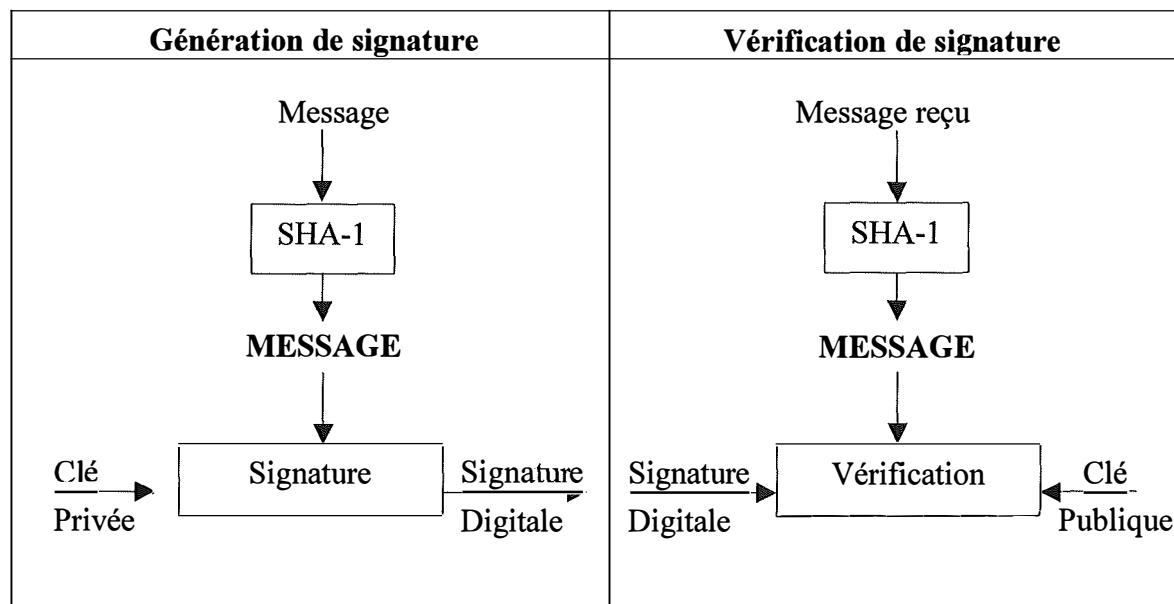 Génération de signature
Message
SHA-1
MESSAGE
Clé
Privée
Signature
Signature
Digitale
Vérification de signature
Message reçu
SHA-1
MESSAGE
Signature
Digitale
Vérification
Clé
Publique